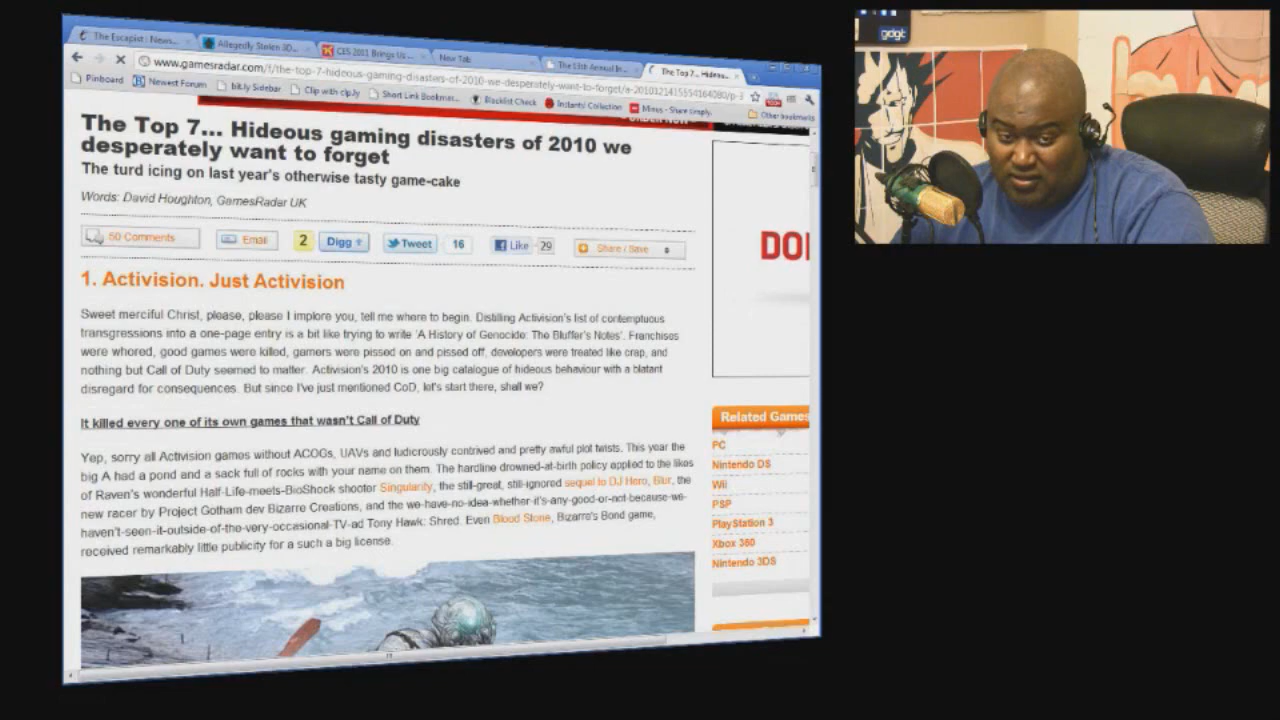 The Escapist : News...
Allegedly Stolen 3D...
CES 2011 Brings Us ...
New Tab
The 13th Annual In...
The Top 7... Hideou...
www.gamesradar.com/f/the-top-7-hideous-gaming-disasters-of-2010-we-desperately-want-to-forget/a-2010121415554164080/p-3
Pinboard
Newest Forum
bit.ly Sidebar
Clip with clp.ly
Short Link Bookmar...
Blacklist Check
Instants! Collection
Minus - Share simply.
Other bookmarks
The Top 7... Hideous gaming disasters of 2010 we
desperately want to forget
The turd icing on last year's otherwise tasty game-cake
Words: David Houghton, GamesRadar UK
60 Comments
Email
2
Digg
Tweet
16
Like
29
Share / Save
1. Activision. Just Activision
Sweet merciful Christ, please, please I implore you, tell me where to begin. Distilling Activision's list of contemptuous
transgressions into a one-page entry is a bit like trying to write 'A History of Genocide: The Bluffer's Notes'. Franchises
were whored, good games were killed, gamers were pissed on and pissed off, developers were treated like crap, and
nothing but Call of Duty seemed to matter. Activision's 2010 is one big catalogue of hideous behaviour with a blatant
disregard for consequences. But since I've just mentioned CoD, let's start there, shall we?
It killed every one of its own games that wasn't Call of Duty
Yep, sorry all Activision games without ACOGs, UAVs and ludicrously contrived and pretty awful plot twists. This year the
big A had a pond and a sack full of rocks with your name on them. The hardline drowned-at-birth policy applied to the likes
of Raven's wonderful Half-Life-meets-BioShock shooter Singularity, the still-great, still-ignored sequel to DJ Hero, Blur, the
new racer by Project Gotham dev Bizarre Creations, and the we-have-no-idea-whether-it's-any-good-or-not-because-we-
haven't-seen-it-outside-of-the-very-occasional-TV-ad Tony Hawk: Shred. Even Blood Stone, Bizarre's Bond game,
received remarkably little publicity for a such a big license.
Related Games
PC
Nintendo DS
Wii
PSP
PlayStation 3
Xbox 360
Nintendo 3DS
gdgt